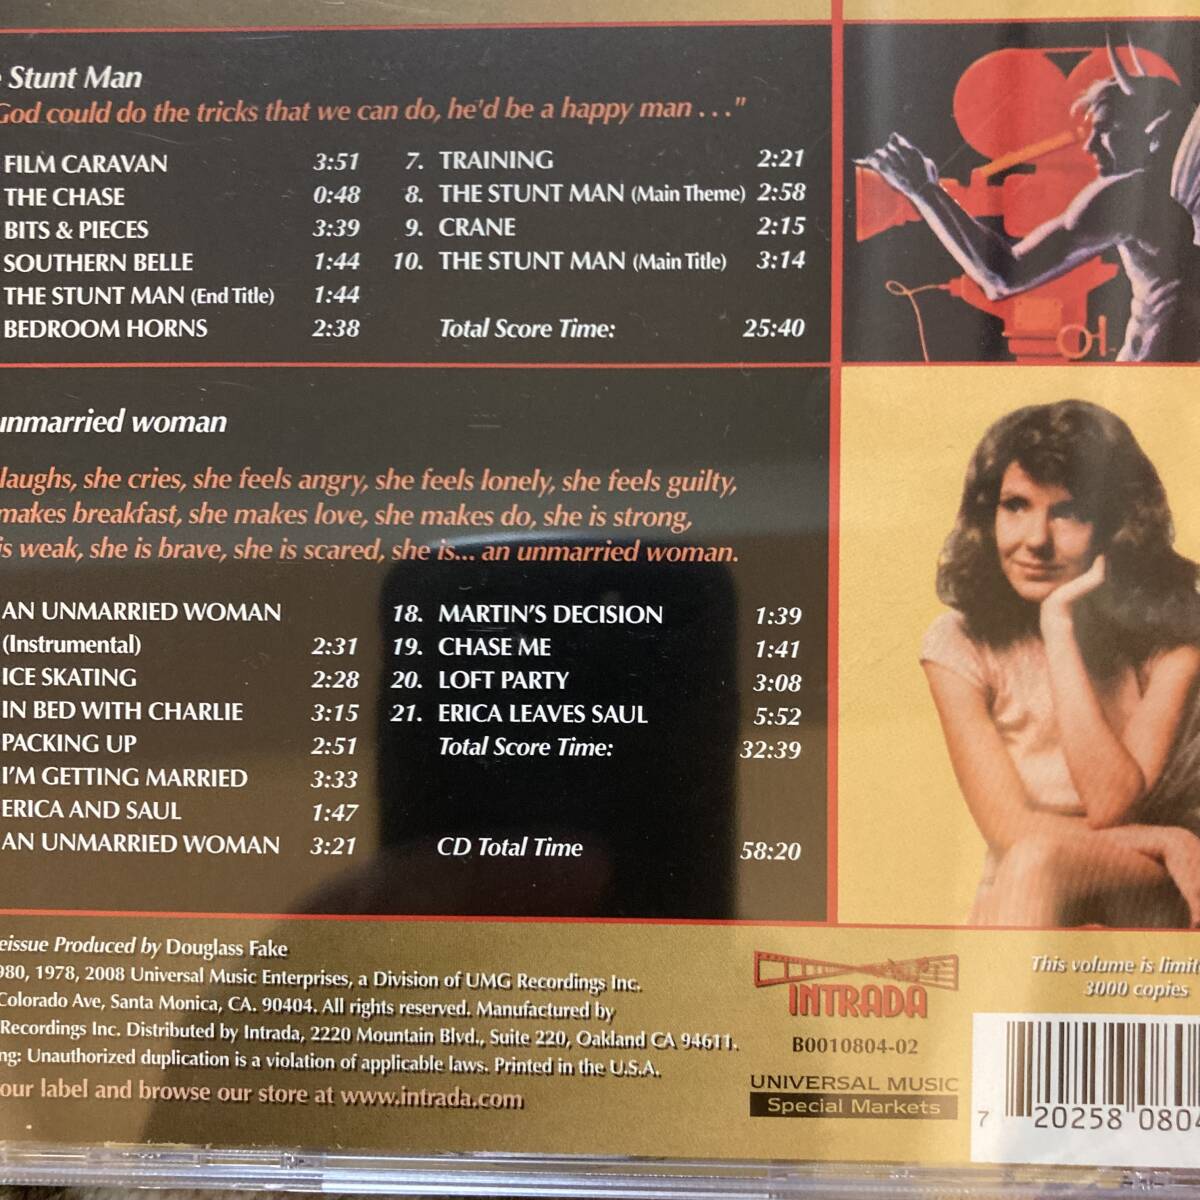 Stunt Man
God could do the tricks that we can do, he'd be a happy man . . ."
FILM CARAVAN 3:51
THE CHASE 0:48
BITS & PIECES 3:39
SOUTHERN BELLE 1:44
THE STUNT MAN (End Title) 1:44
BEDROOM HORNS 2:38
7. TRAINING 2:21
8. THE STUNT MAN (Main Theme) 2:58
9. CRANE 2:15
10. THE STUNT MAN (Main Title) 3:14
Total Score Time: 25:40
unmarried woman
laughs, she cries, she feels angry, she feels lonely, she feels guilty,
makes breakfast, she makes love, she makes do, she is strong,
is weak, she is brave, she is scared, she is... an unmarried woman.
AN UNMARRIED WOMAN
(Instrumental) 2:31
ICE SKATING 2:28
IN BED WITH CHARLIE 3:15
PACKING UP 2:51
I'M GETTING MARRIED 3:33
ERICA AND SAUL 1:47
AN UNMARRIED WOMAN 3:21
18. MARTIN'S DECISION 1:39
19. CHASE ME 1:41
20. LOFT PARTY 3:08
21. ERICA LEAVES SAUL 5:52
Total Score Time: 32:39
CD Total Time 58:20
eissue Produced by Douglass Fake
980, 1978, 2008 Universal Music Enterprises, a Division of UMG Recordings Inc.
Colorado Ave, Santa Monica, CA. 90404. All rights reserved. Manufactured by
Recordings Inc. Distributed by Intrada, 2220 Mountain Blvd., Suite 220, Oakland CA 94611.
ng: Unauthorized duplication is a violation of applicable laws. Printed in the U.S.A.
our label and browse our store at www.intrada.com
INTRADA
B0010804-02
UNIVERSAL MUSIC
Special Markets
This volume is limit
3000 copies
7 20258 0804